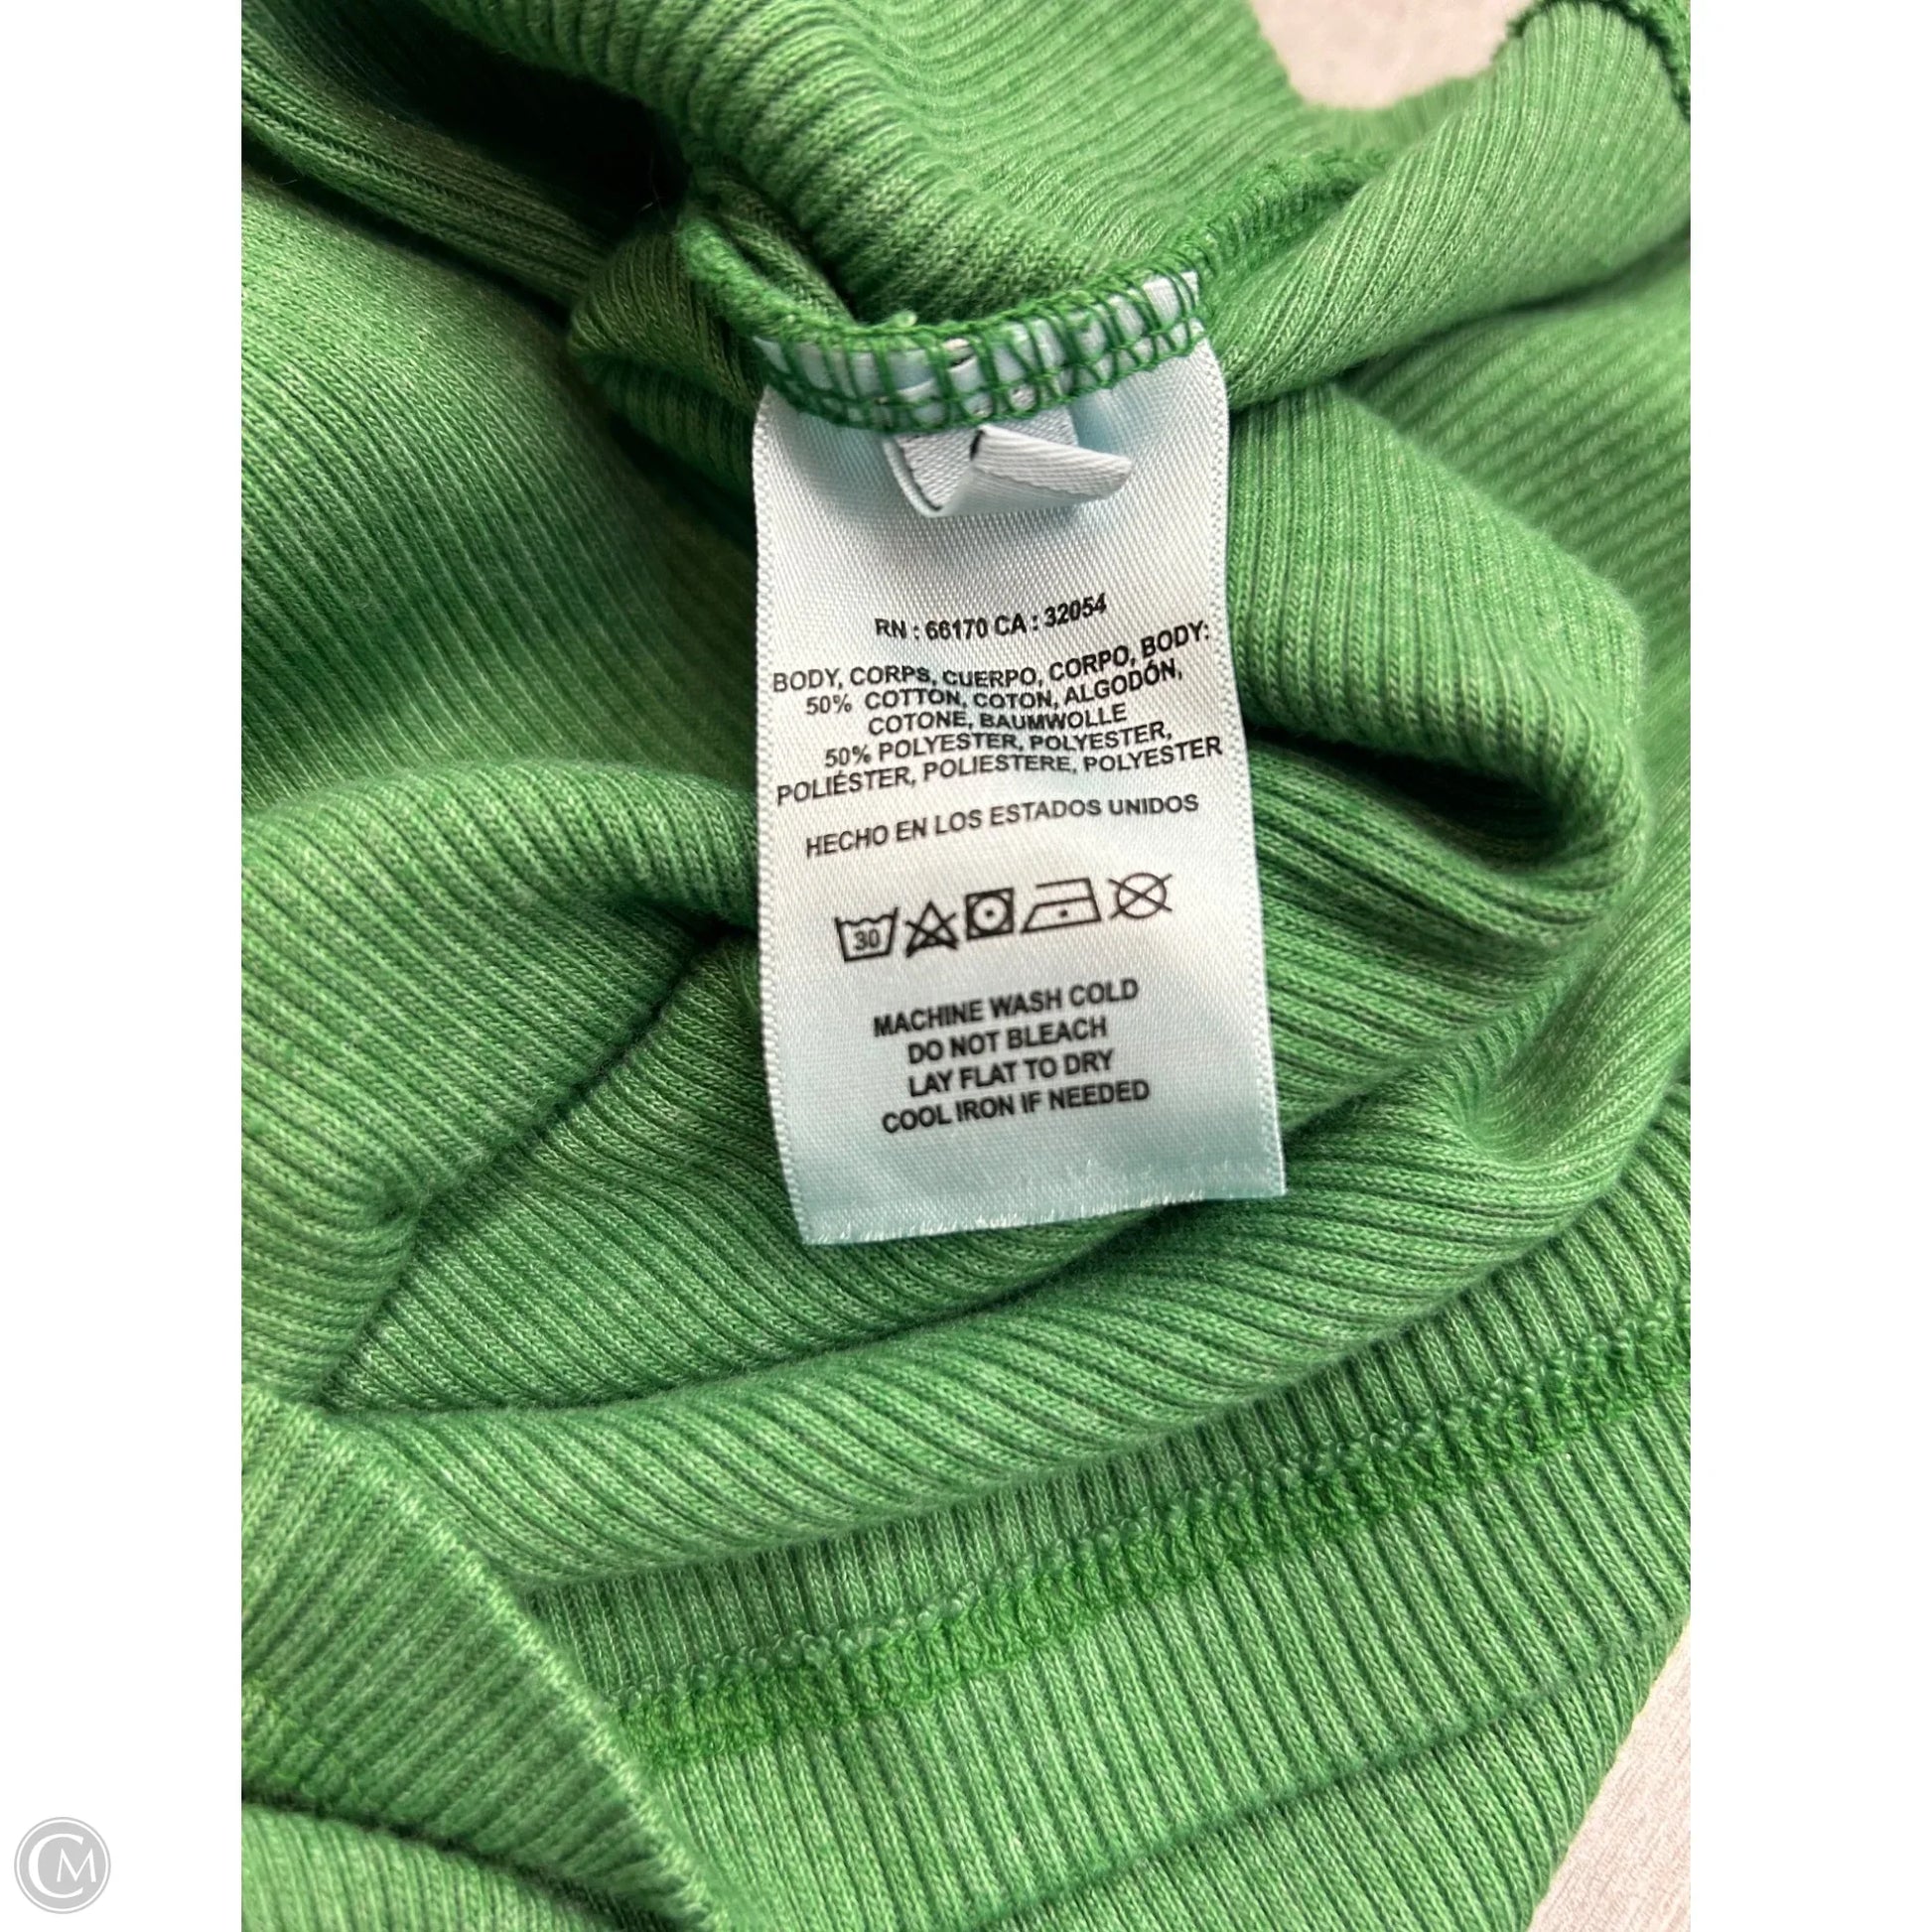 RN : 66170 CA : 32054
BODY, CORPS, CUERPO, CORPO, BODY:
50% COTTON, COTON, ALGODÓN,
COTONE, BAUMWOLLE
50% POLYESTER, POLYESTER,
POLIÉSTER, POLIESTERE, POLYESTER
HECHO EN LOS ESTADOS UNIDOS
30
MACHINE WASH COLD
DO NOT BLEACH
LAY FLAT TO DRY
COOL IRON IF NEEDED
CM